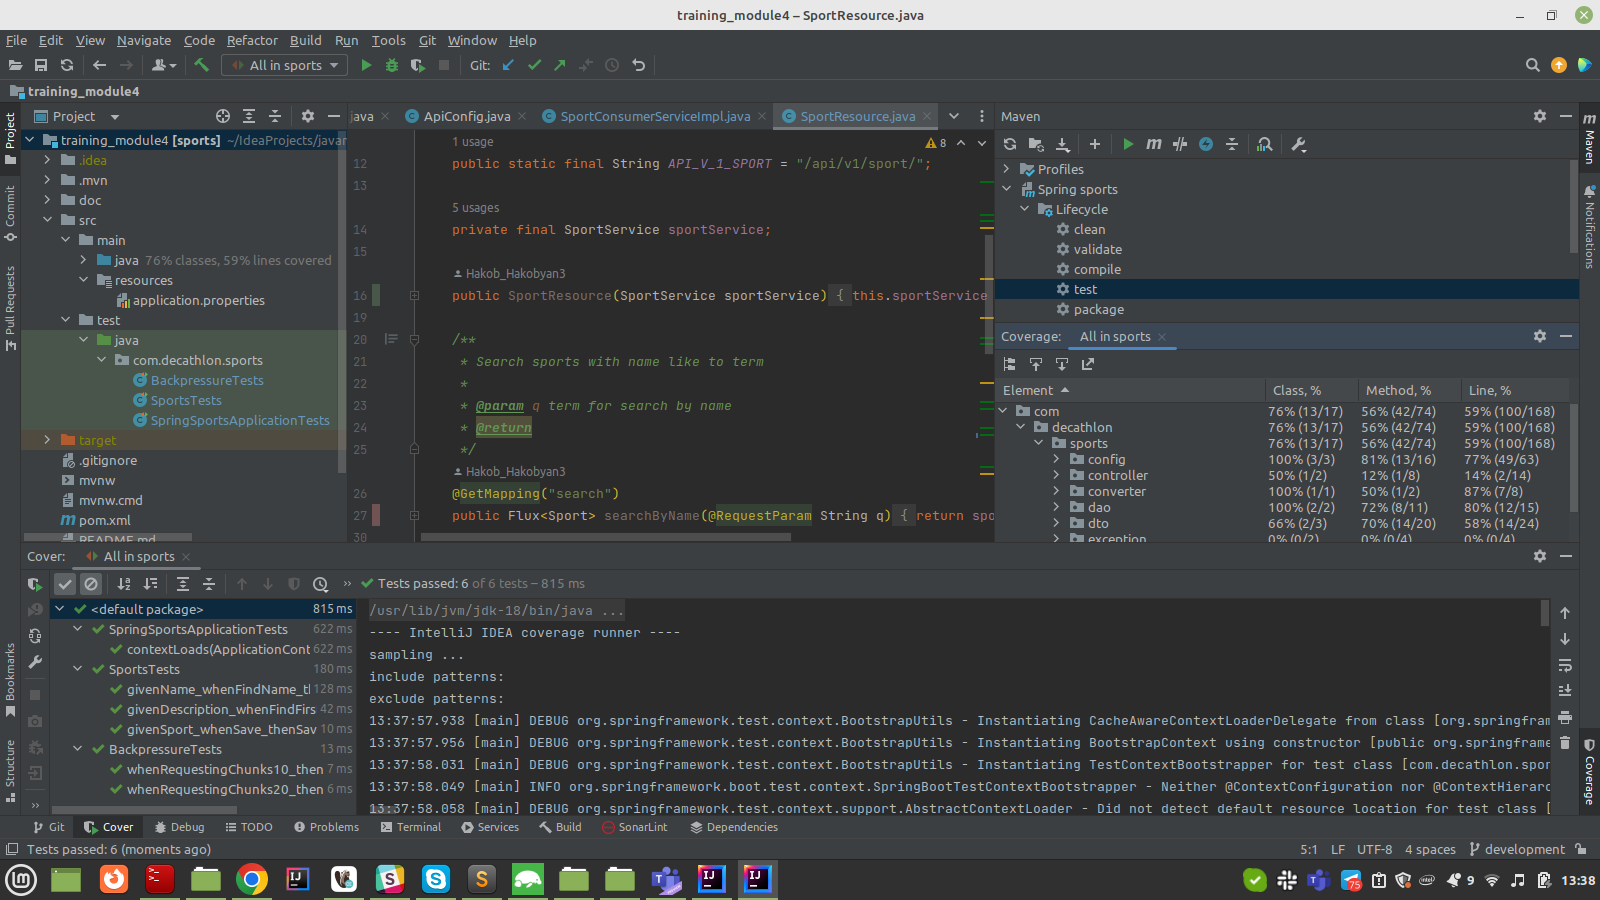 training_module4 – SportResource.java
File Edit View Navigate Code Refactor Build Run Tools Git Window Help
All in sports Git:
training_module4
Project
java ApiConfig.java SportConsumerServiceImpl.java SportResource.java
Maven
training_module4 [sports] ~/IdeaProjects/javar
.idea
.mvn
doc
src
main
java 76% classes, 59% lines covered
resources
application.properties
test
java
com.decathlon.sports
BackpressureTests
SportsTests
SpringSportsApplicationTests
target
.gitignore
mvnw
mvnw.cmd
pom.xml
README.md
1 usage
8
12 public static final String API_V_1_SPORT = "/api/v1/sport/";
13
5 usages
14 private final SportService sportService;
15
Hakob_Hakobyan3
16 public SportResource(SportService sportService) { this.sportService
19
20 /**
21 * Search sports with name like to term
22 *
23 * @param q term for search by name
24 * @return
25 */
Hakob_Hakobyan3
26 @GetMapping("search")
27 public Flux<Sport> searchByName(@RequestParam String q) { return spo
30
Profiles
Spring sports
Lifecycle
clean
validate
compile
test
package
Coverage: All in sports
Element Class, % Method, % Line, %
com 76% (13/17) 56% (42/74) 59% (100/168)
decathlon 76% (13/17) 56% (42/74) 59% (100/168)
sports 76% (13/17) 56% (42/74) 59% (100/168)
config 100% (3/3) 81% (13/16) 77% (49/63)
controller 50% (1/2) 12% (1/8) 14% (2/14)
converter 100% (1/1) 50% (1/2) 87% (7/8)
dao 100% (2/2) 72% (8/11) 80% (12/15)
dto 66% (2/3) 70% (14/20) 58% (14/24)
exception 0% (0/2) 0% (0/4) 0% (0/4)
Project
Commit
Pull Requests
Bookmarks
Structure
Maven
Notifications
Coverage
Cover: All in sports
Tests passed: 6 of 6 tests – 815 ms
<default package> 815 ms
SpringSportsApplicationTests 622 ms
contextLoads(ApplicationCont 622 ms
SportsTests 180 ms
givenName_whenFindName_tl 128 ms
givenDescription_whenFindFirs 42 ms
givenSport_whenSave_thenSav 10 ms
BackpressureTests 13 ms
whenRequestingChunks10_then 7 ms
whenRequestingChunks20_then 6 ms
/usr/lib/jvm/jdk-18/bin/java ...
---- IntelliJ IDEA coverage runner ----
sampling ...
include patterns:
exclude patterns:
13:37:57.938 [main] DEBUG org.springframework.test.context.BootstrapUtils - Instantiating CacheAwareContextLoaderDelegate from class [org.springfram
13:37:57.956 [main] DEBUG org.springframework.test.context.BootstrapUtils - Instantiating BootstrapContext using constructor [public org.springframe
13:37:58.031 [main] DEBUG org.springframework.test.context.BootstrapUtils - Instantiating TestContextBootstrapper for test class [com.decathlon.spor
13:37:58.049 [main] INFO org.springframework.boot.test.context.SpringBootTestContextBootstrapper - Neither @ContextConfiguration nor @ContextHierarc
13:37:58.058 [main] DEBUG org.springframework.test.context.support.AbstractContextLoader - Did not detect default resource location for test class [
Git Cover Debug TODO Problems Terminal Services Build SonarLint Dependencies
Tests passed: 6 (moments ago) 5:1 LF UTF-8 4 spaces development
75 9 13:38